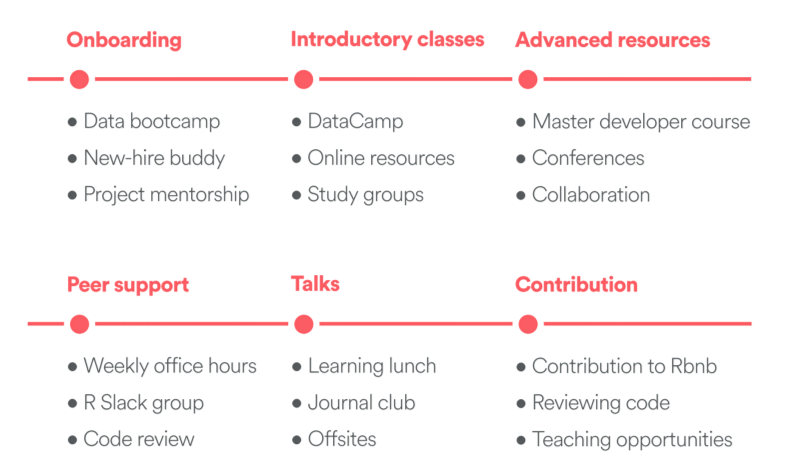 Onboarding
Introductory classes
Advanced resources
• Data bootcamp
• New-hire buddy
• Project mentorship
• DataCamp
• Online resources
• Study groups
• Master developer course
• Conferences
• Collaboration
Peer support
Talks
Contribution
• Weekly office hours
• R Slack group
• Code review
• Learning lunch
• Journal club
• Offsites
• Contribution to Rbnb
• Reviewing code
• Teaching opportunities